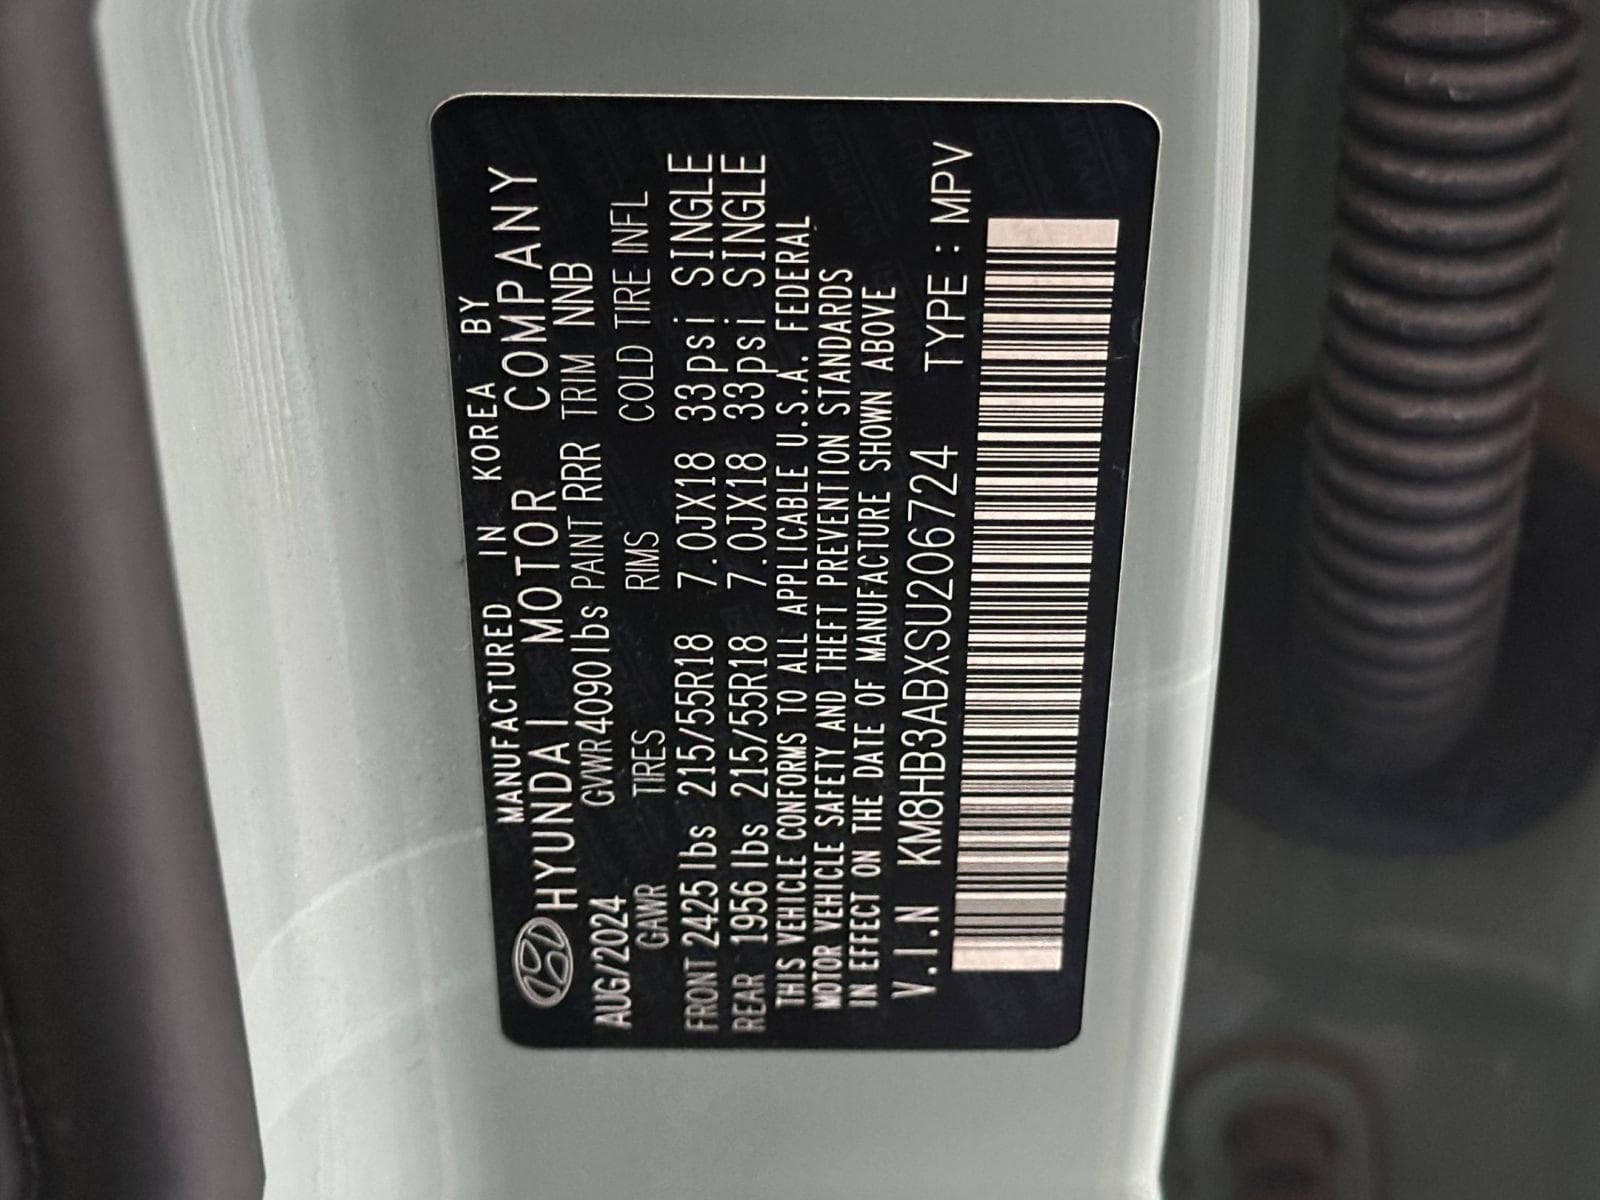 MANUFACTURED IN KOREA BY
HYUNDAI MOTOR COMPANY
AUG/2024 GVWR4090lbs PAINT RRR TRIM NNB
GAWR TIRES RIMS COLD TIRE INFL
FRONT 2425lbs 215/55R18 7.0JX18 33psi SINGLE
REAR 1956lbs 215/55R18 7.0JX18 33psi SINGLE
THIS VEHICLE CONFORMS TO ALL APPLICABLE U.S.A. FEDERAL
MOTOR VEHICLE SAFETY AND THEFT PREVENTION STANDARDS
IN EFFECT ON THE DATE OF MANUFACTURE SHOWN ABOVE
V.I.N KM8HB3ABXSU206724 TYPE : MPV